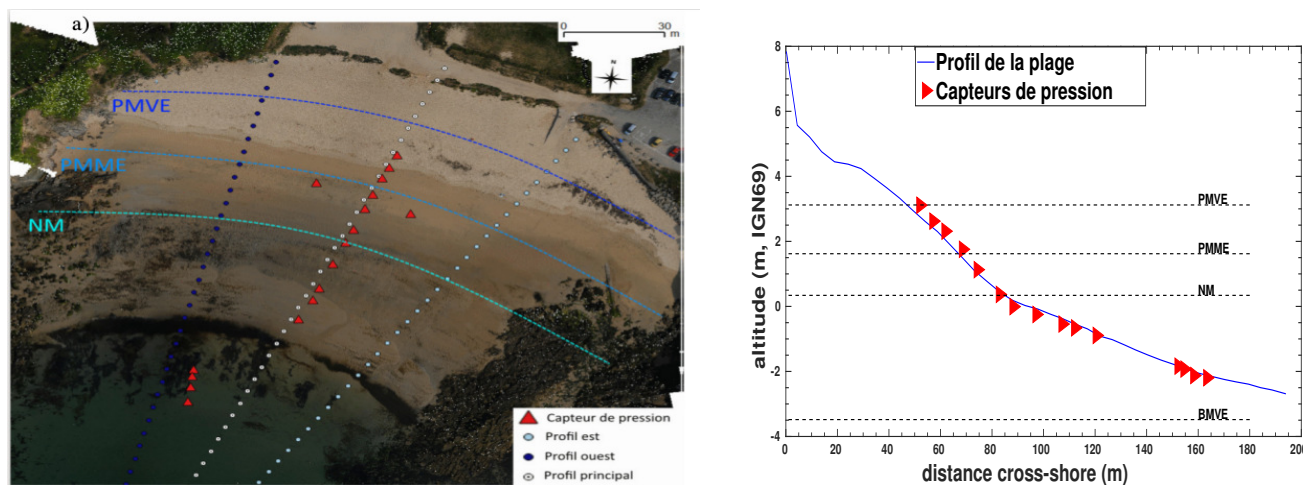 a)
0 30
m
N
PMVE
PMME
NM
Capteur de pression
Profil est
Profil ouest
Profil principal
8
6
4
2
0
-2
-4
altitude (m, IGN69)
Profil de la plage
Capteurs de pression
PMVE
PMME
NM
BMVE
0 20 40 60 80 100 120 140 160 180 200
distance cross-shore (m)